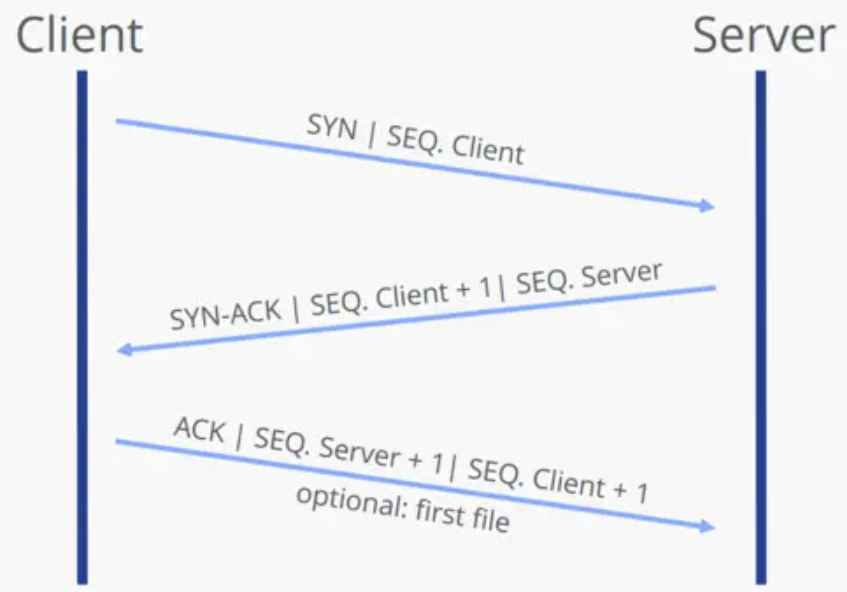 Client
Server
SYN | SEQ. Client
SYN-ACK | SEQ. Client + 1| SEQ. Server
ACK | SEQ. Server + 1| SEQ. Client + 1
optional: first file